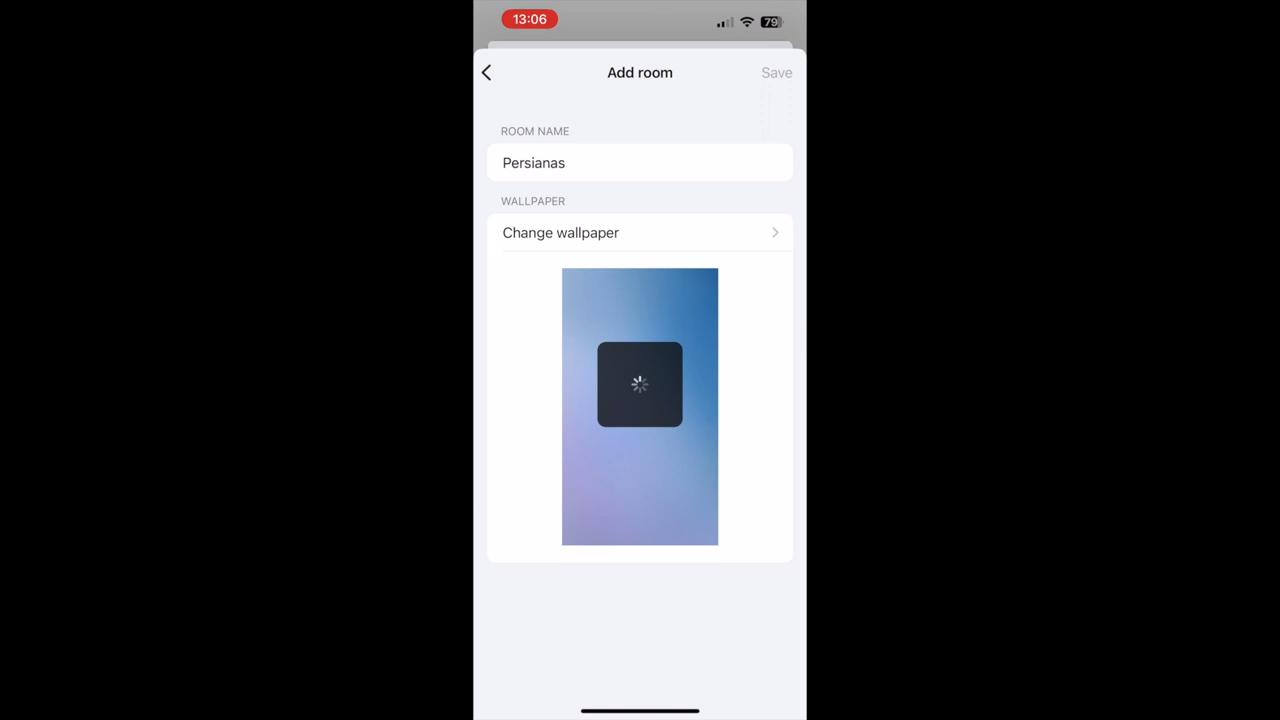 13:06
79
Add room
Save
ROOM NAME
Persianas
WALLPAPER
Change wallpaper